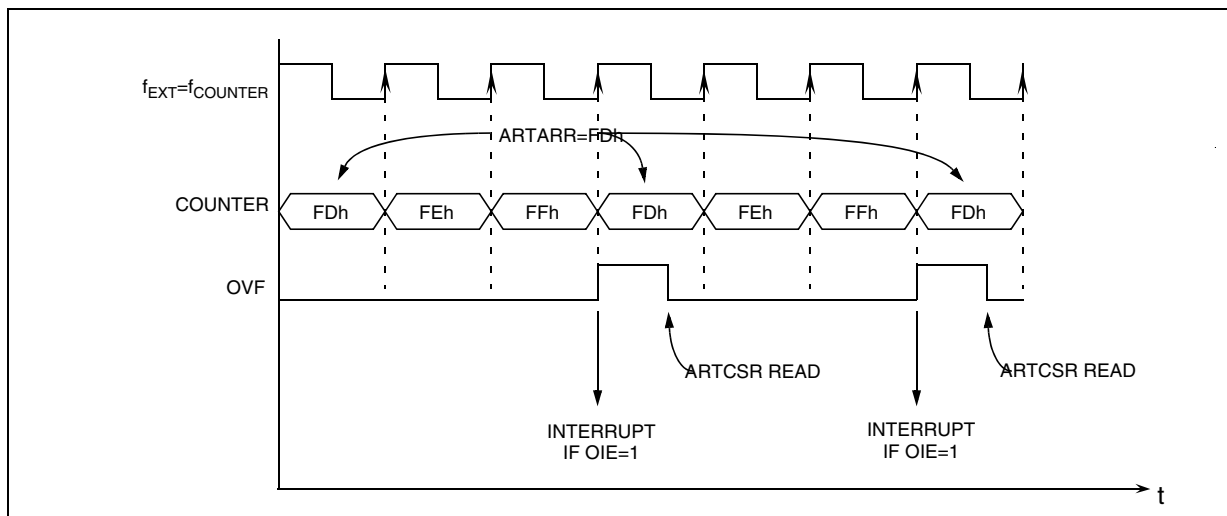 fEXT=fCOUNTER
ARTARR=FDh
COUNTER
FDh FEh FFh FDh FEh FFh FDh
OVF
ARTCSR READ
ARTCSR READ
INTERRUPT
IF OIE=1
INTERRUPT
IF OIE=1
t